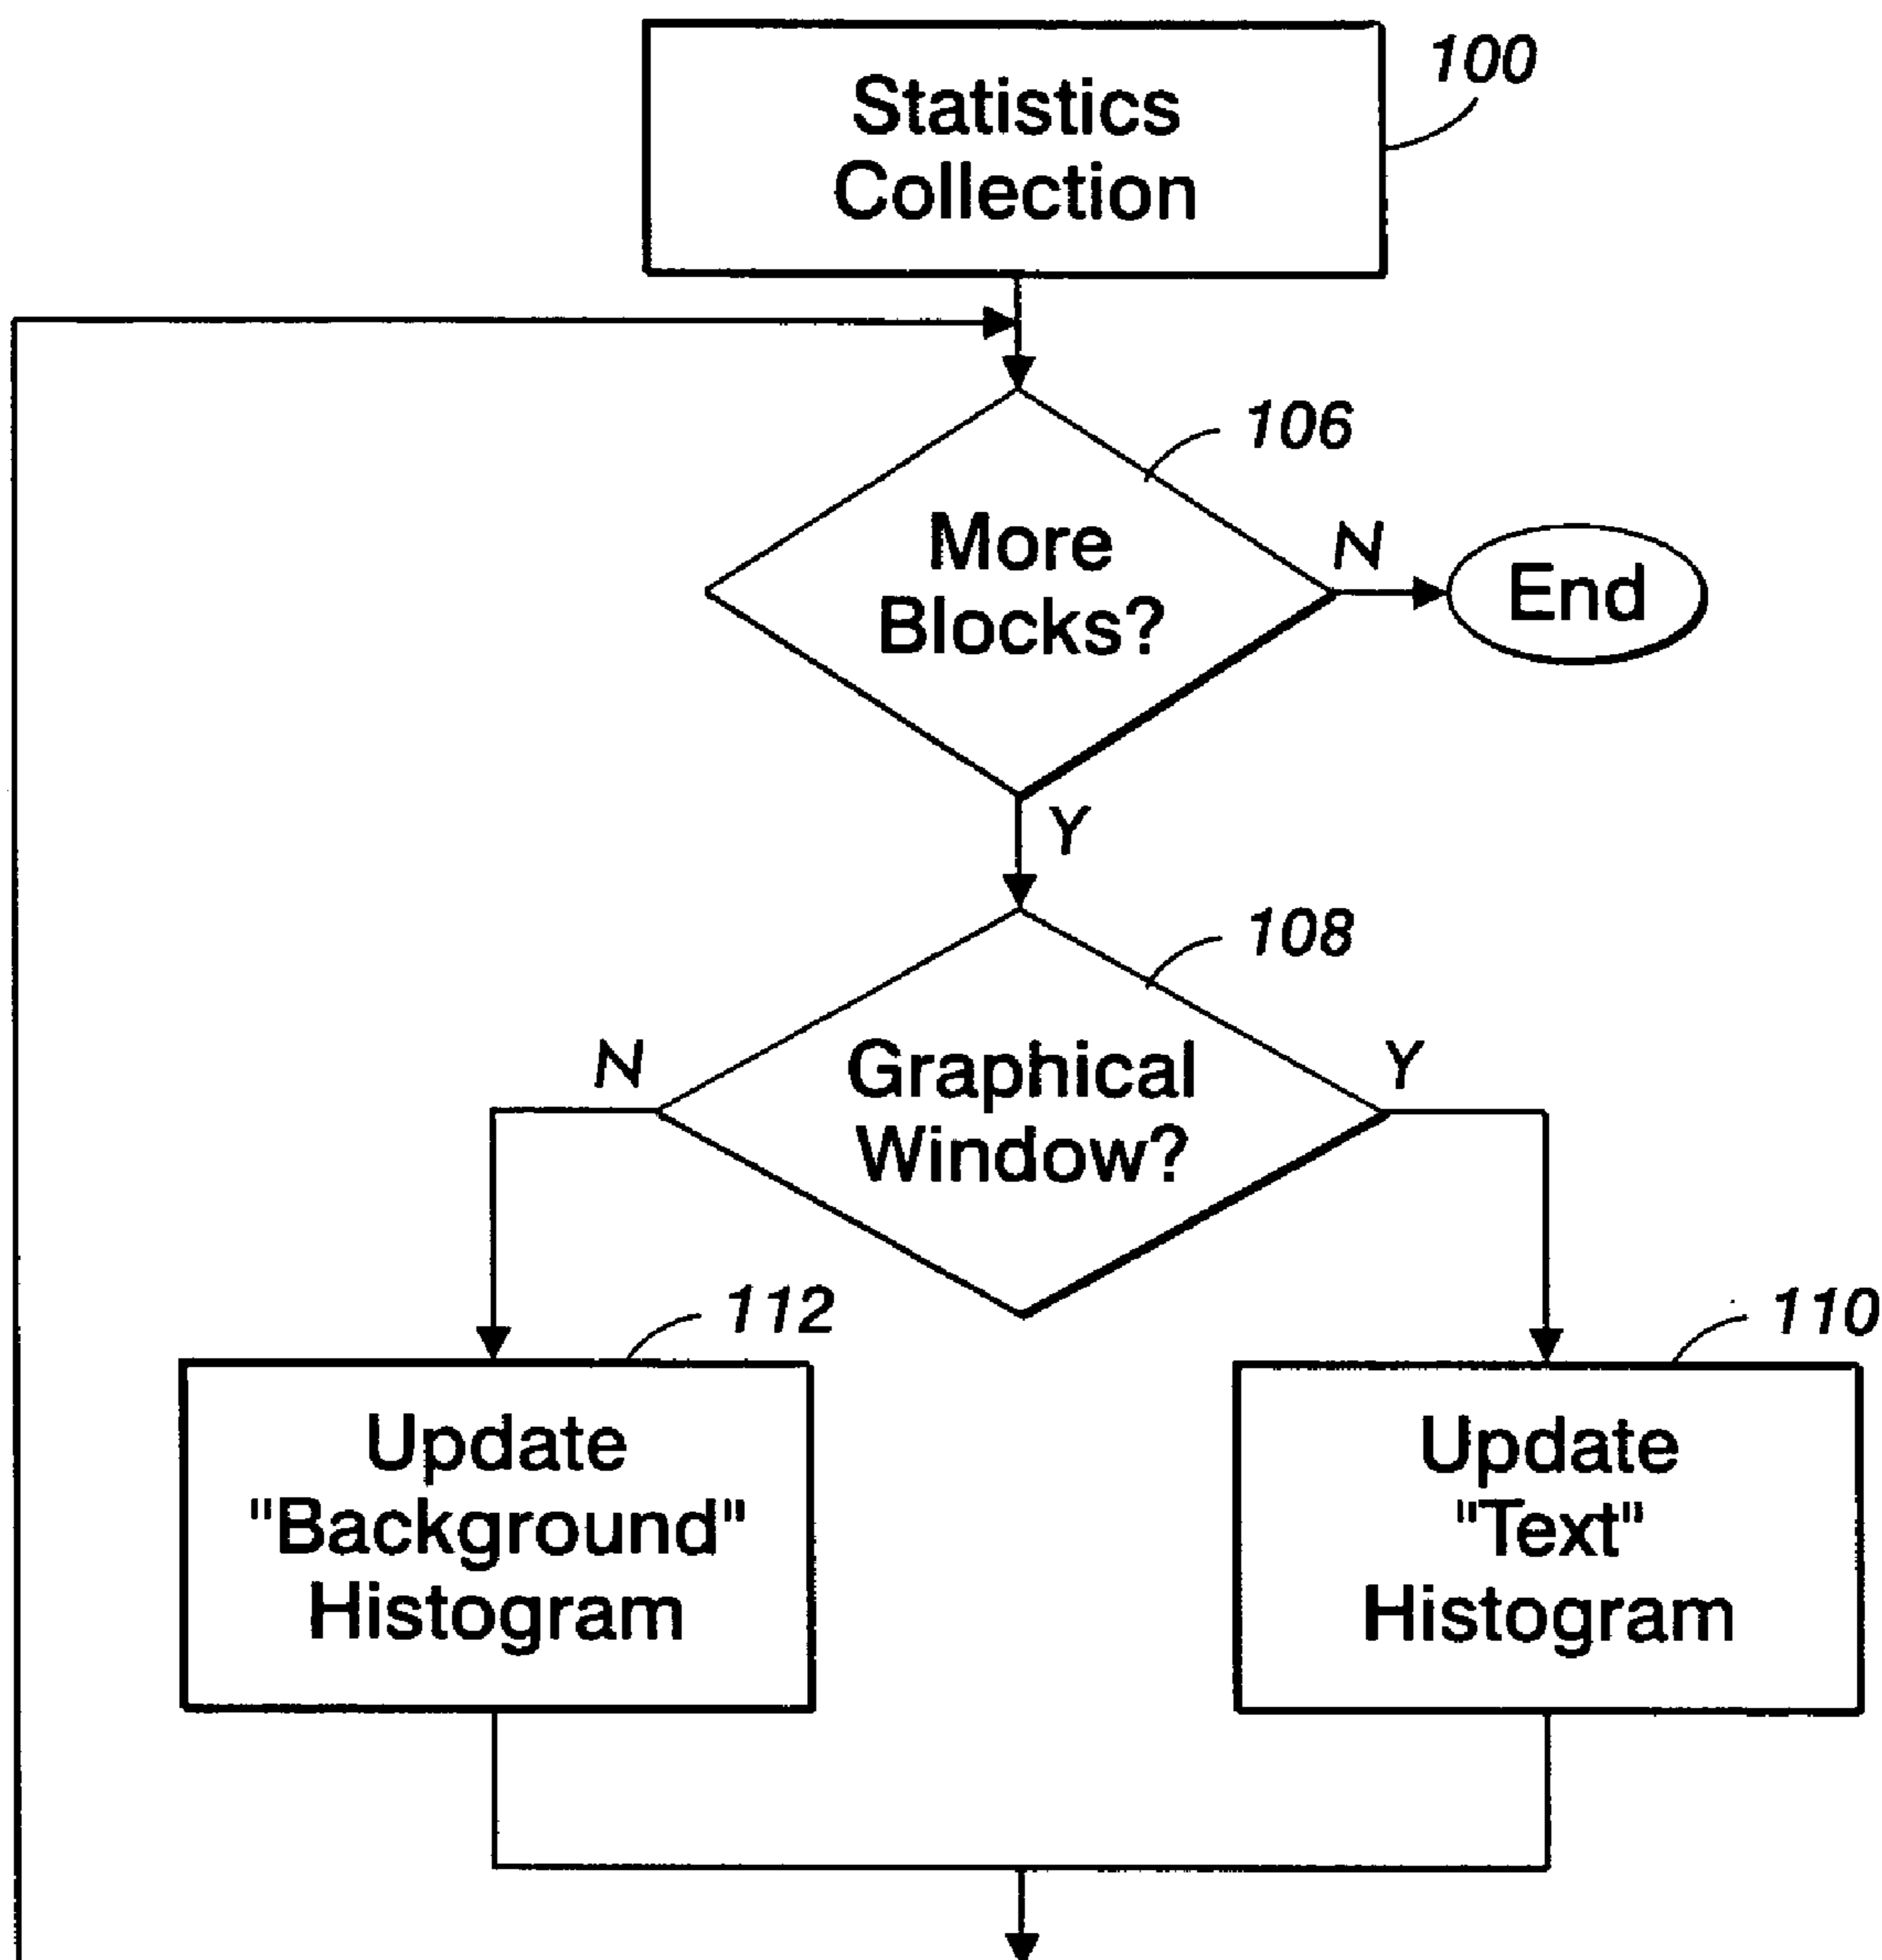 Statistics
Collection
100
106
More
Blocks?
N
End
Y
108
Graphical
Window?
N
Y
112
110
Update
"Background"
Histogram
Update
"Text"
Histogram